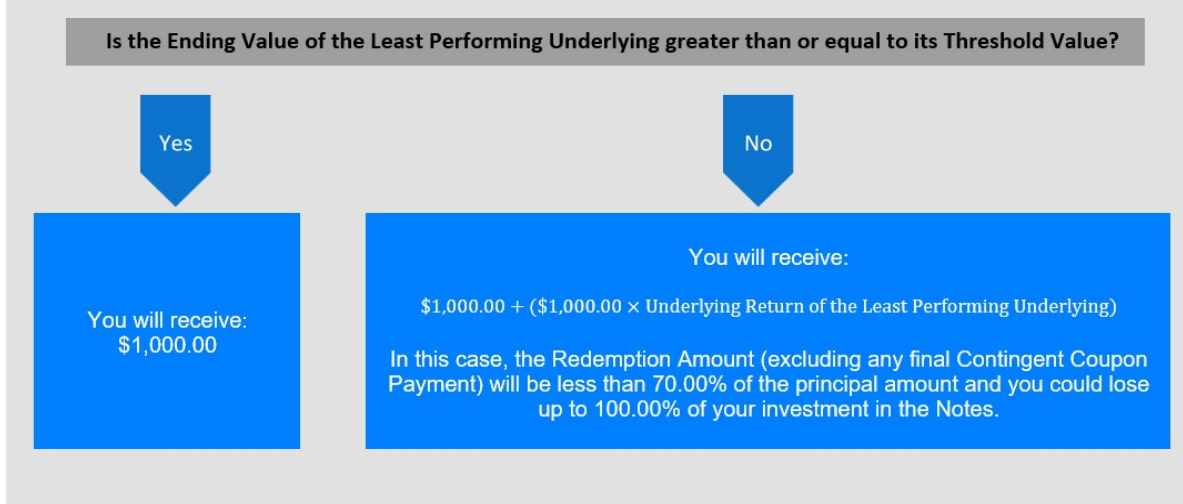 Is the Ending Value of the Least Performing Underlying greater than or equal to its Threshold Value?
Yes
No
You will receive:
$1,000.00
You will receive:
$1,000.00 + ($1,000.00 × Underlying Return of the Least Performing Underlying)
In this case, the Redemption Amount (excluding any final Contingent Coupon
Payment) will be less than 70.00% of the principal amount and you could lose
up to 100.00% of your investment in the Notes.